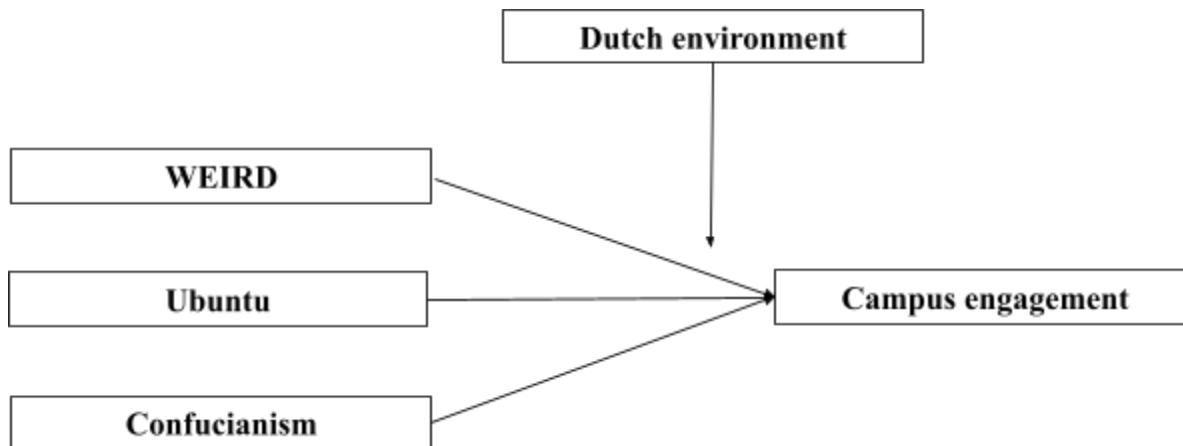 Dutch environment
WEIRD
Ubuntu
Campus engagement
Confucianism